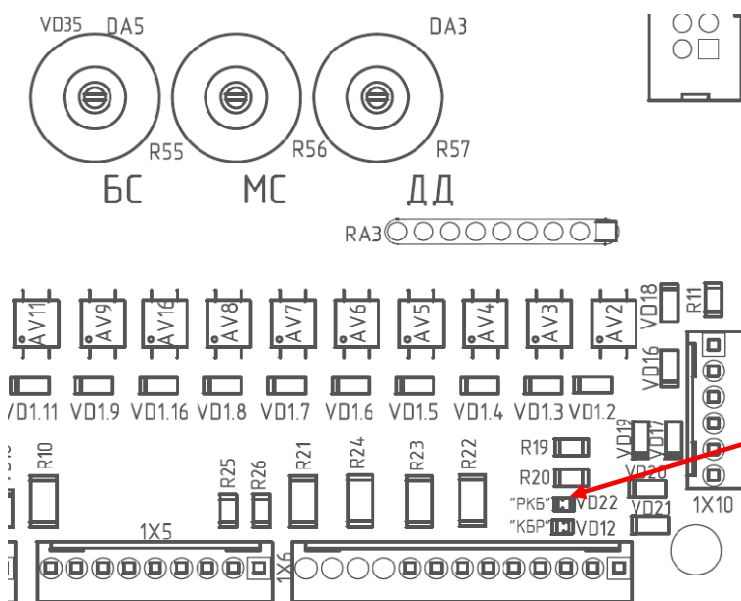 VD35 DA5 DA3
R55 R56 R57
БС МС ДД
RA3
AV11 AV9 AV16 AV8 AV7 AV6 AV5 AV4 AV3 AV2 VD18 R11
VD16
VD1.11 VD1.9 VD1.16 VD1.8 VD1.7 VD1.6 VD1.5 VD1.4 VD1.3 VD1.2
R10 R25 R26 R21 R24 R23 R22 R19 VD19 VD17
R20 VD20
"РКБ" VD22 VD21 1X10
"КБР" VD12
1X5 1X6